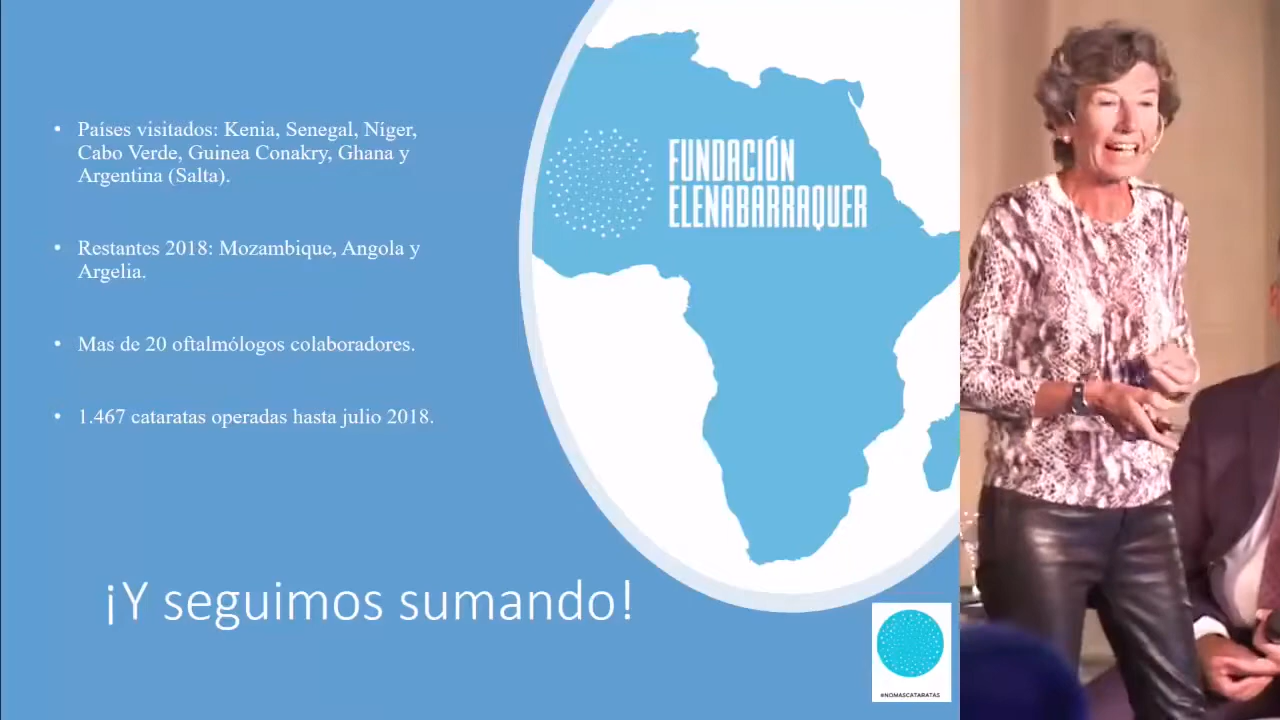 • Países visitados: Kenia, Senegal, Níger,
Cabo Verde, Guinea Conakry, Ghana y
Argentina (Salta).
• Restantes 2018: Mozambique, Angola y
Argelia.
• Mas de 20 oftalmólogos colaboradores.
• 1.467 cataratas operadas hasta julio 2018.
FUNDACIÓN
ELENABARRAQUER
¡Y seguimos sumando!
#NOMASCATARATAS